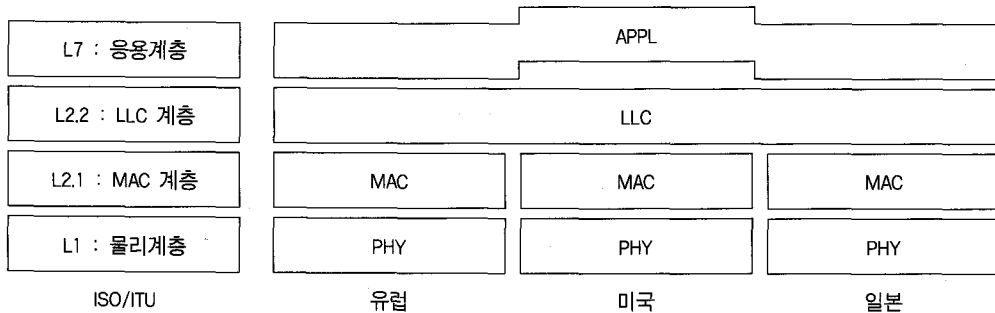 L7 : 응용계층
APPL
L2.2 : LLC 계층
LLC
L2.1 : MAC 계층
MAC
MAC
MAC
L1 : 물리계층
PHY
PHY
PHY
ISO/ITU
유럽
미국
일본